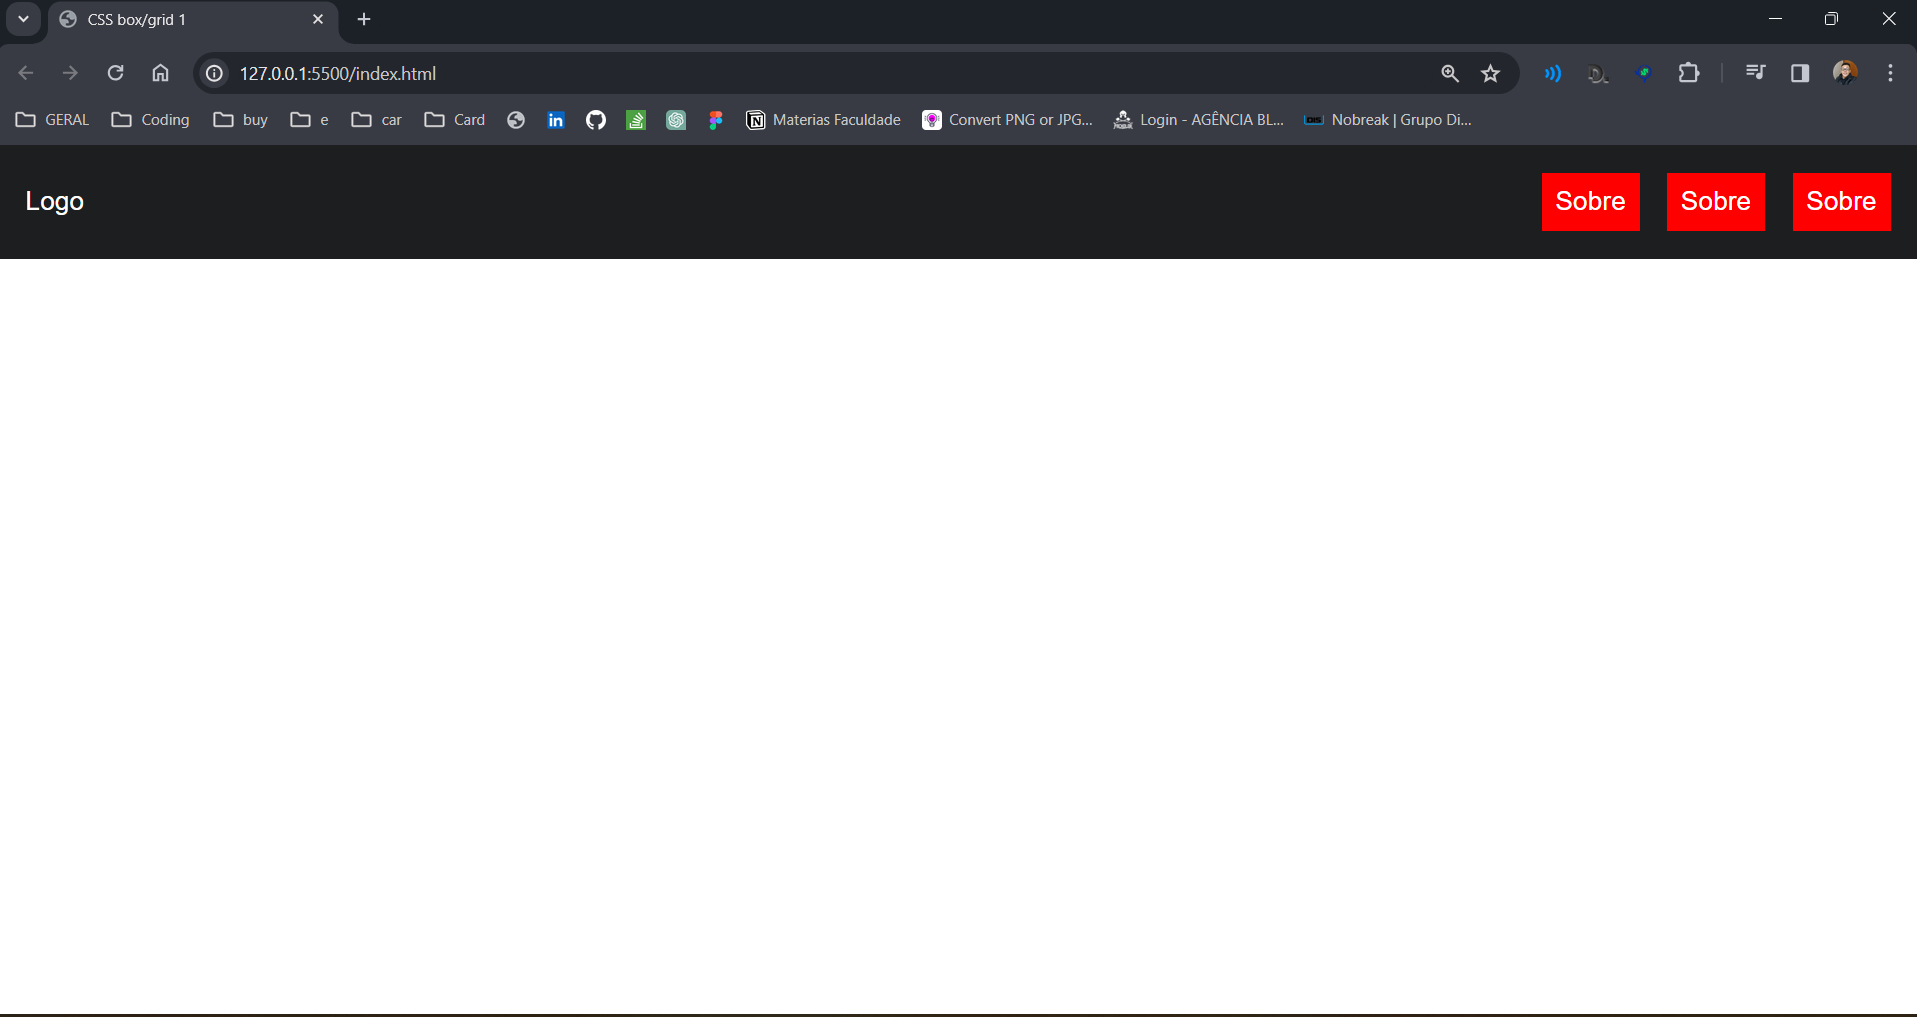 CSS box/grid 1
127.0.0.1:5500/index.html
GERAL Coding buy e car Card in Materias Faculdade Convert PNG or JPG... Login - AGÊNCIA BL... Nobreak | Grupo Di...
Logo Sobre Sobre Sobre